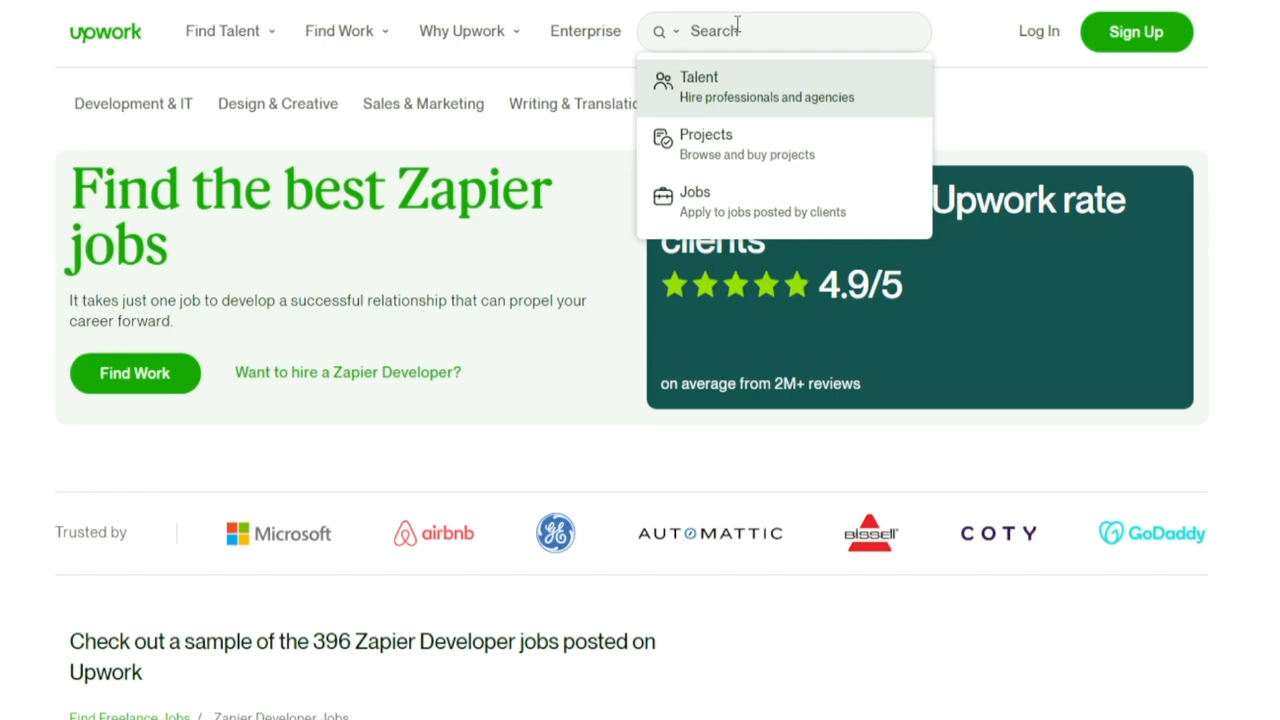 upwork Find Talent Find Work Why Upwork Enterprise Search Log In Sign Up
Talent
Hire professionals and agencies
Development & IT Design & Creative Sales & Marketing Writing &
Projects
Browse and buy projects
Jobs
Apply to jobs posted by clients
Find the best Zapier
jobs
It takes just one job to develop a successful relationship that can propel your
career forward.
Find Work Want to hire a Zapier Developer?
Upwork rate
clients
4.9/5
on average from 2M+ reviews
Trusted by Microsoft airbnb GE AUTOMATTIC BISSELL COTY GoDaddy
Check out a sample of the 396 Zapier Developer jobs posted on
Upwork
Find Freelance Jobs / Zapier Developer Jobs